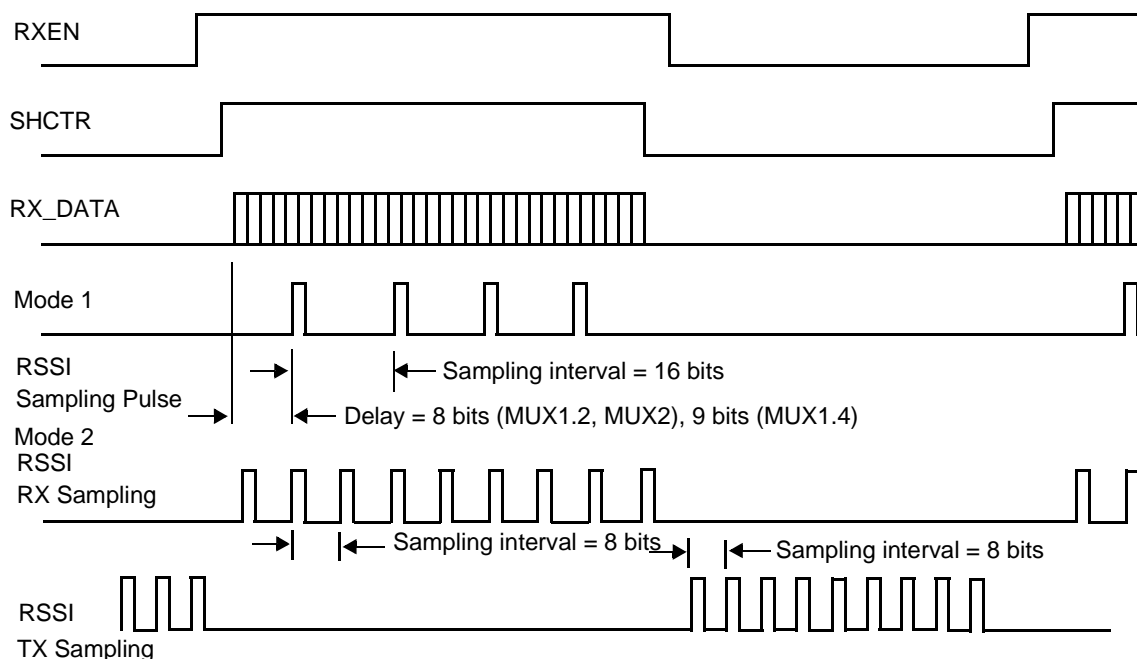 RXEN
SHCTR
RX_DATA
Mode 1
RSSI
Sampling Pulse
Sampling interval = 16 bits
Delay = 8 bits (MUX1.2, MUX2), 9 bits (MUX1.4)
Mode 2
RSSI
RX Sampling
Sampling interval = 8 bits
Sampling interval = 8 bits
RSSI
TX Sampling